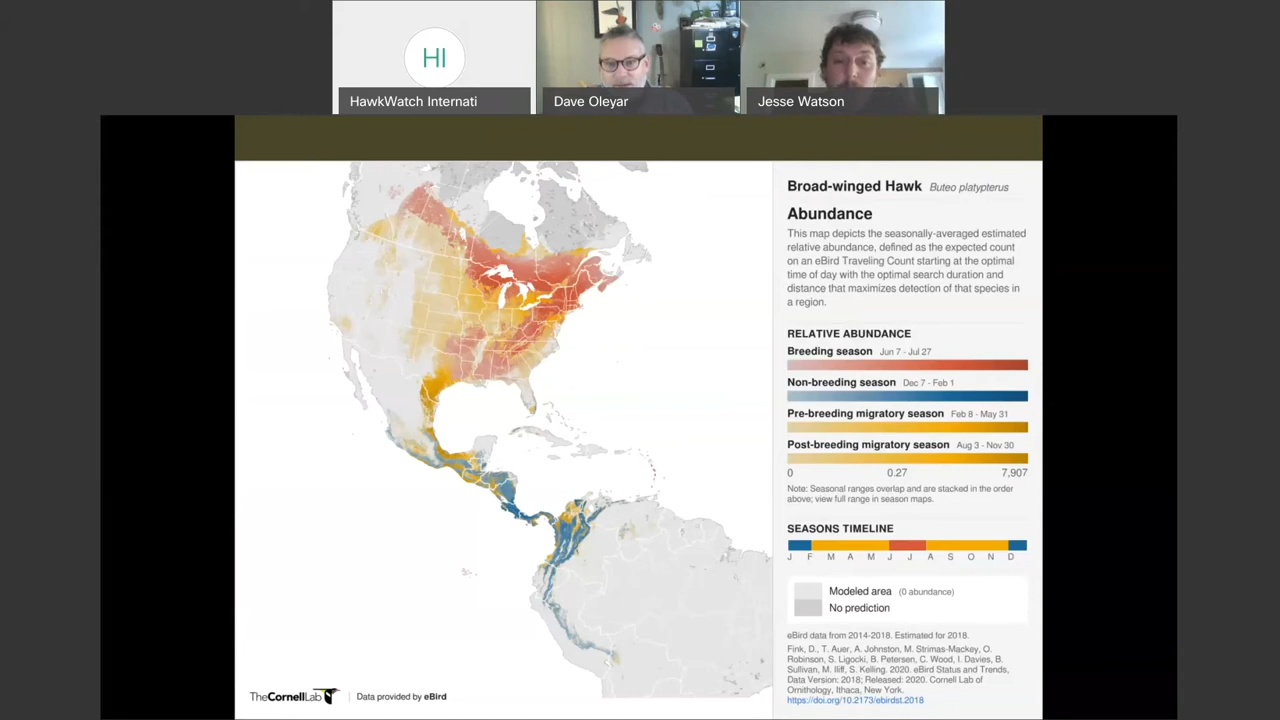 HI
HawkWatch Internati
Dave Oleyar
Jesse Watson
Broad-winged Hawk Buteo platypterus
Abundance
This map depicts the seasonally-averaged estimated
relative abundance, defined as the expected count
on an eBird Traveling Count starting at the optimal
time of day with the optimal search duration and
distance that maximizes detection of that species in
a region.
RELATIVE ABUNDANCE
Breeding season Jun 7 - Jul 27
Non-breeding season Dec 7 - Feb 1
Pre-breeding migratory season Feb 8 - May 31
Post-breeding migratory season Aug 3 - Nov 30
0 0.27 7,907
Note: Seasonal ranges overlap and are stacked in the order
above; view full range in season maps.
SEASONS TIMELINE
J F M A M J J A S O N D
Modeled area (0 abundance)
No prediction
eBird data from 2014-2018. Estimated for 2018.
Fink, D., T. Auer, A. Johnston, M. Strimas-Mackey, O.
Robinson, S. Ligocki, B. Petersen, C. Wood, I. Davies, B.
Sullivan, M. Iliff, S. Kelling. 2020. eBird Status and Trends,
Data Version: 2018; Released: 2020. Cornell Lab of
Ornithology, Ithaca, New York.
https://doi.org/10.2173/ebirdst.2018
TheCornellLab Data provided by eBird